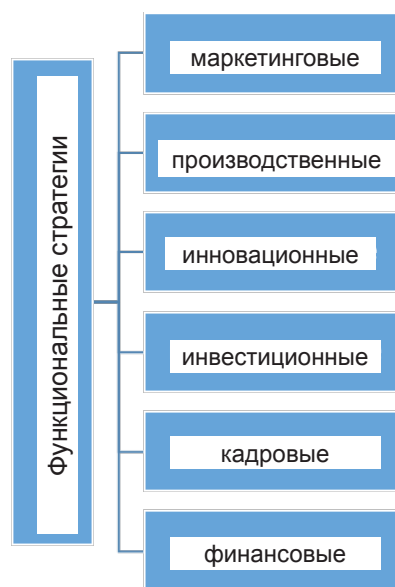 Функциональные стратегии
маркетинговые
производственные
инновационные
инвестиционные
кадровые
финансовые